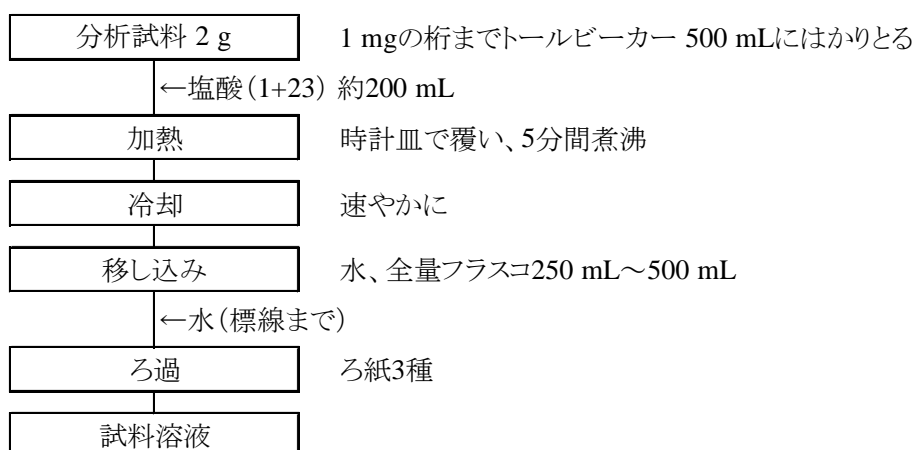 分析試料 2 g 1 mgの桁までトールビーカー 500 mLにはかりとる
←塩酸(1+23) 約200 mL
加熱 時計皿で覆い、5分間煮沸
冷却 速やかに
移し込み 水、全量フラスコ250 mL~500 mL
←水(標線まで)
ろ過 ろ紙3種
試料溶液